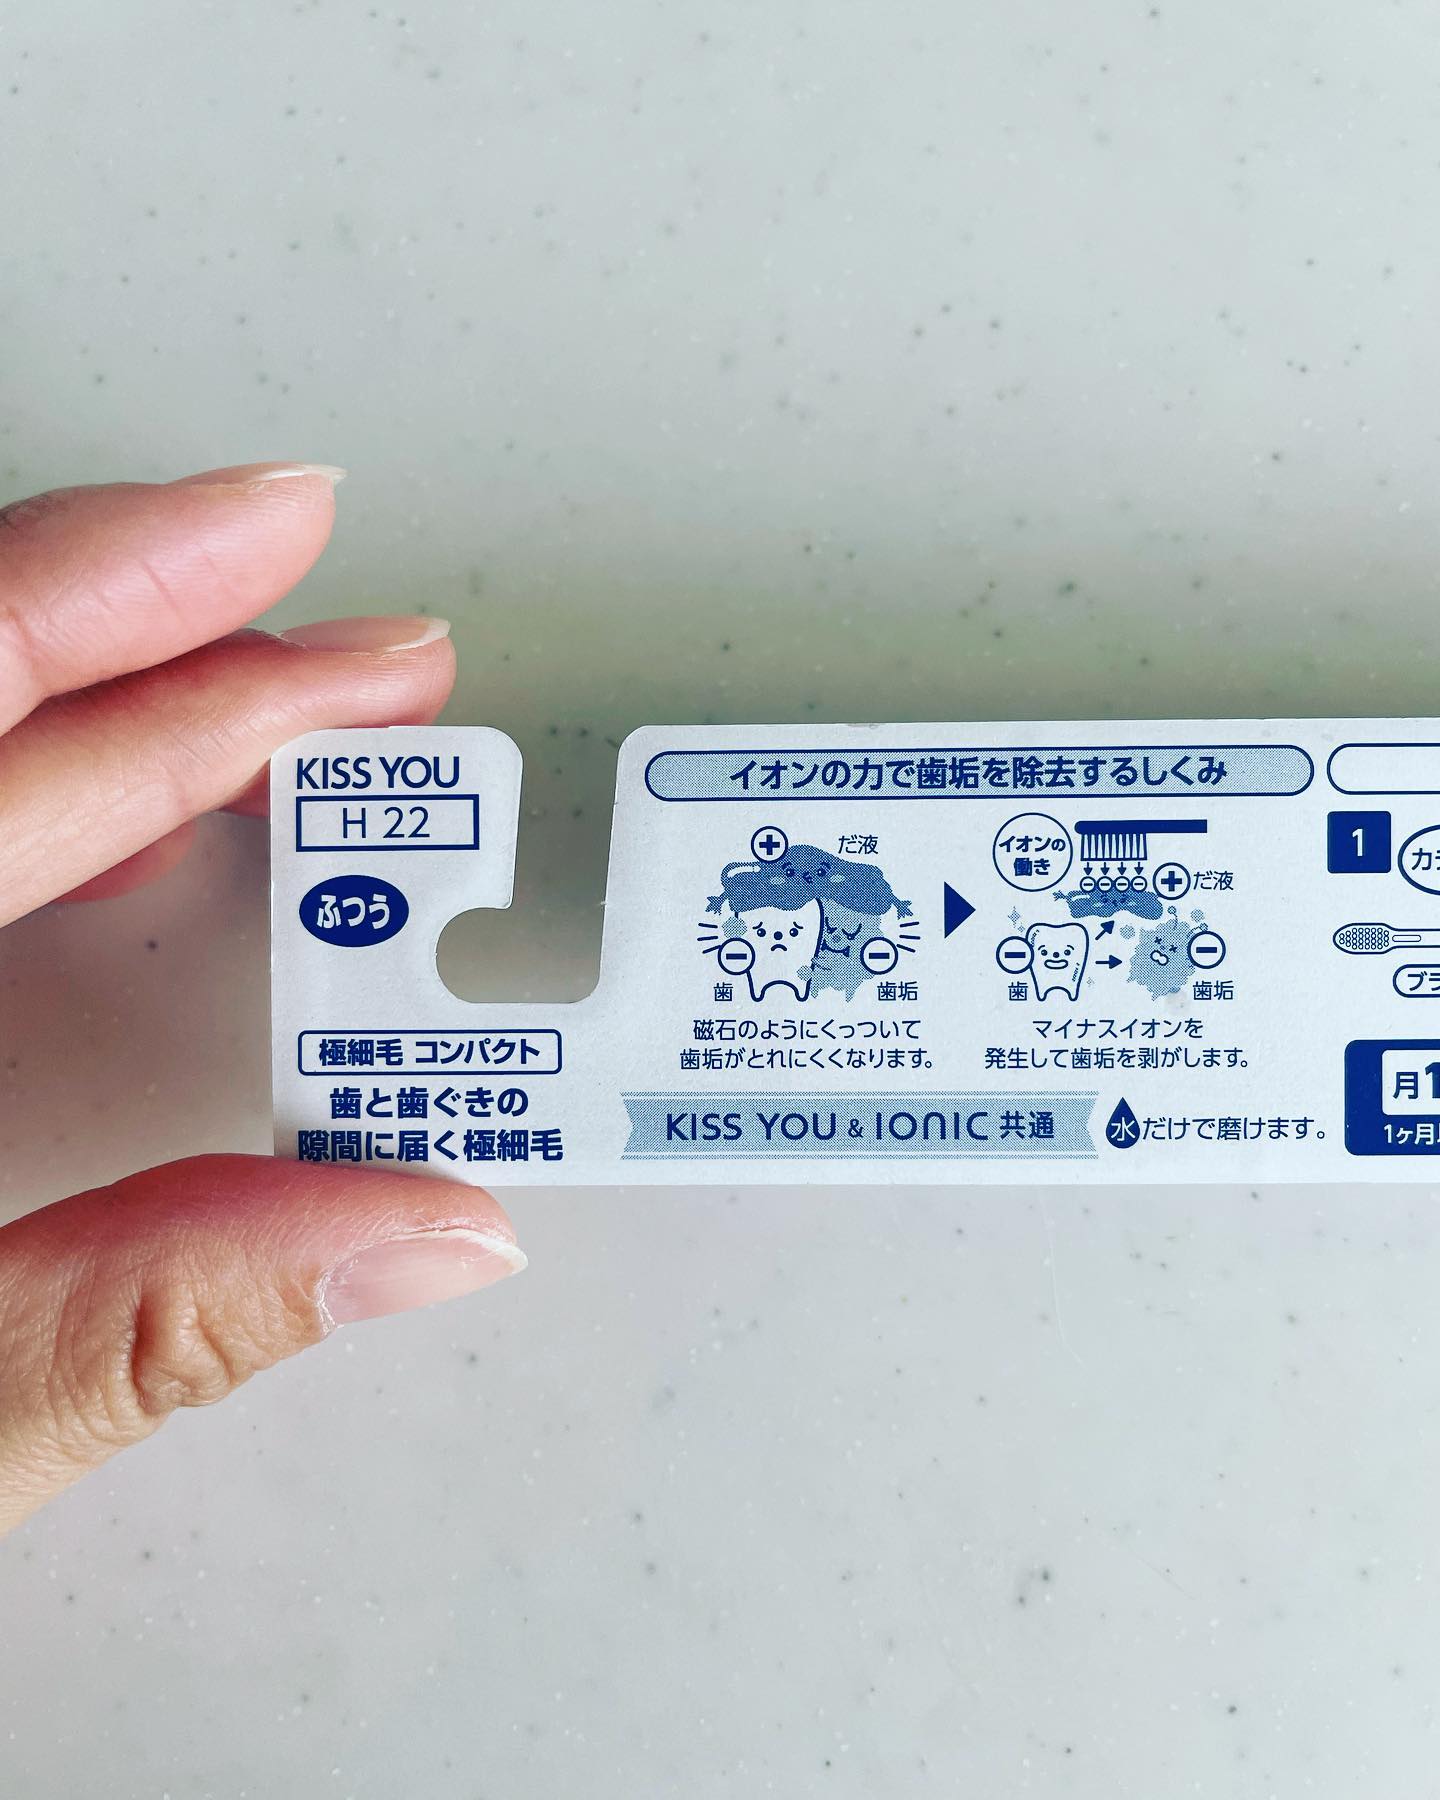 KISS YOU
H 22
ふつう
極細毛 コンパクト
歯と歯ぐきの
隙間に届く極細毛
イオンの力で歯垢を除去するしくみ
+
だ液
−
歯
−
歯垢
磁石のようにくっついて
歯垢がとれにくくなります。
イオンの
働き
− − − −
+
だ液
−
歯
−
歯垢
マイナスイオンを
発生して歯垢を剥がします。
KISS YOU & IONIC 共通
水だけで磨けます。
1
月1
1ヶ月